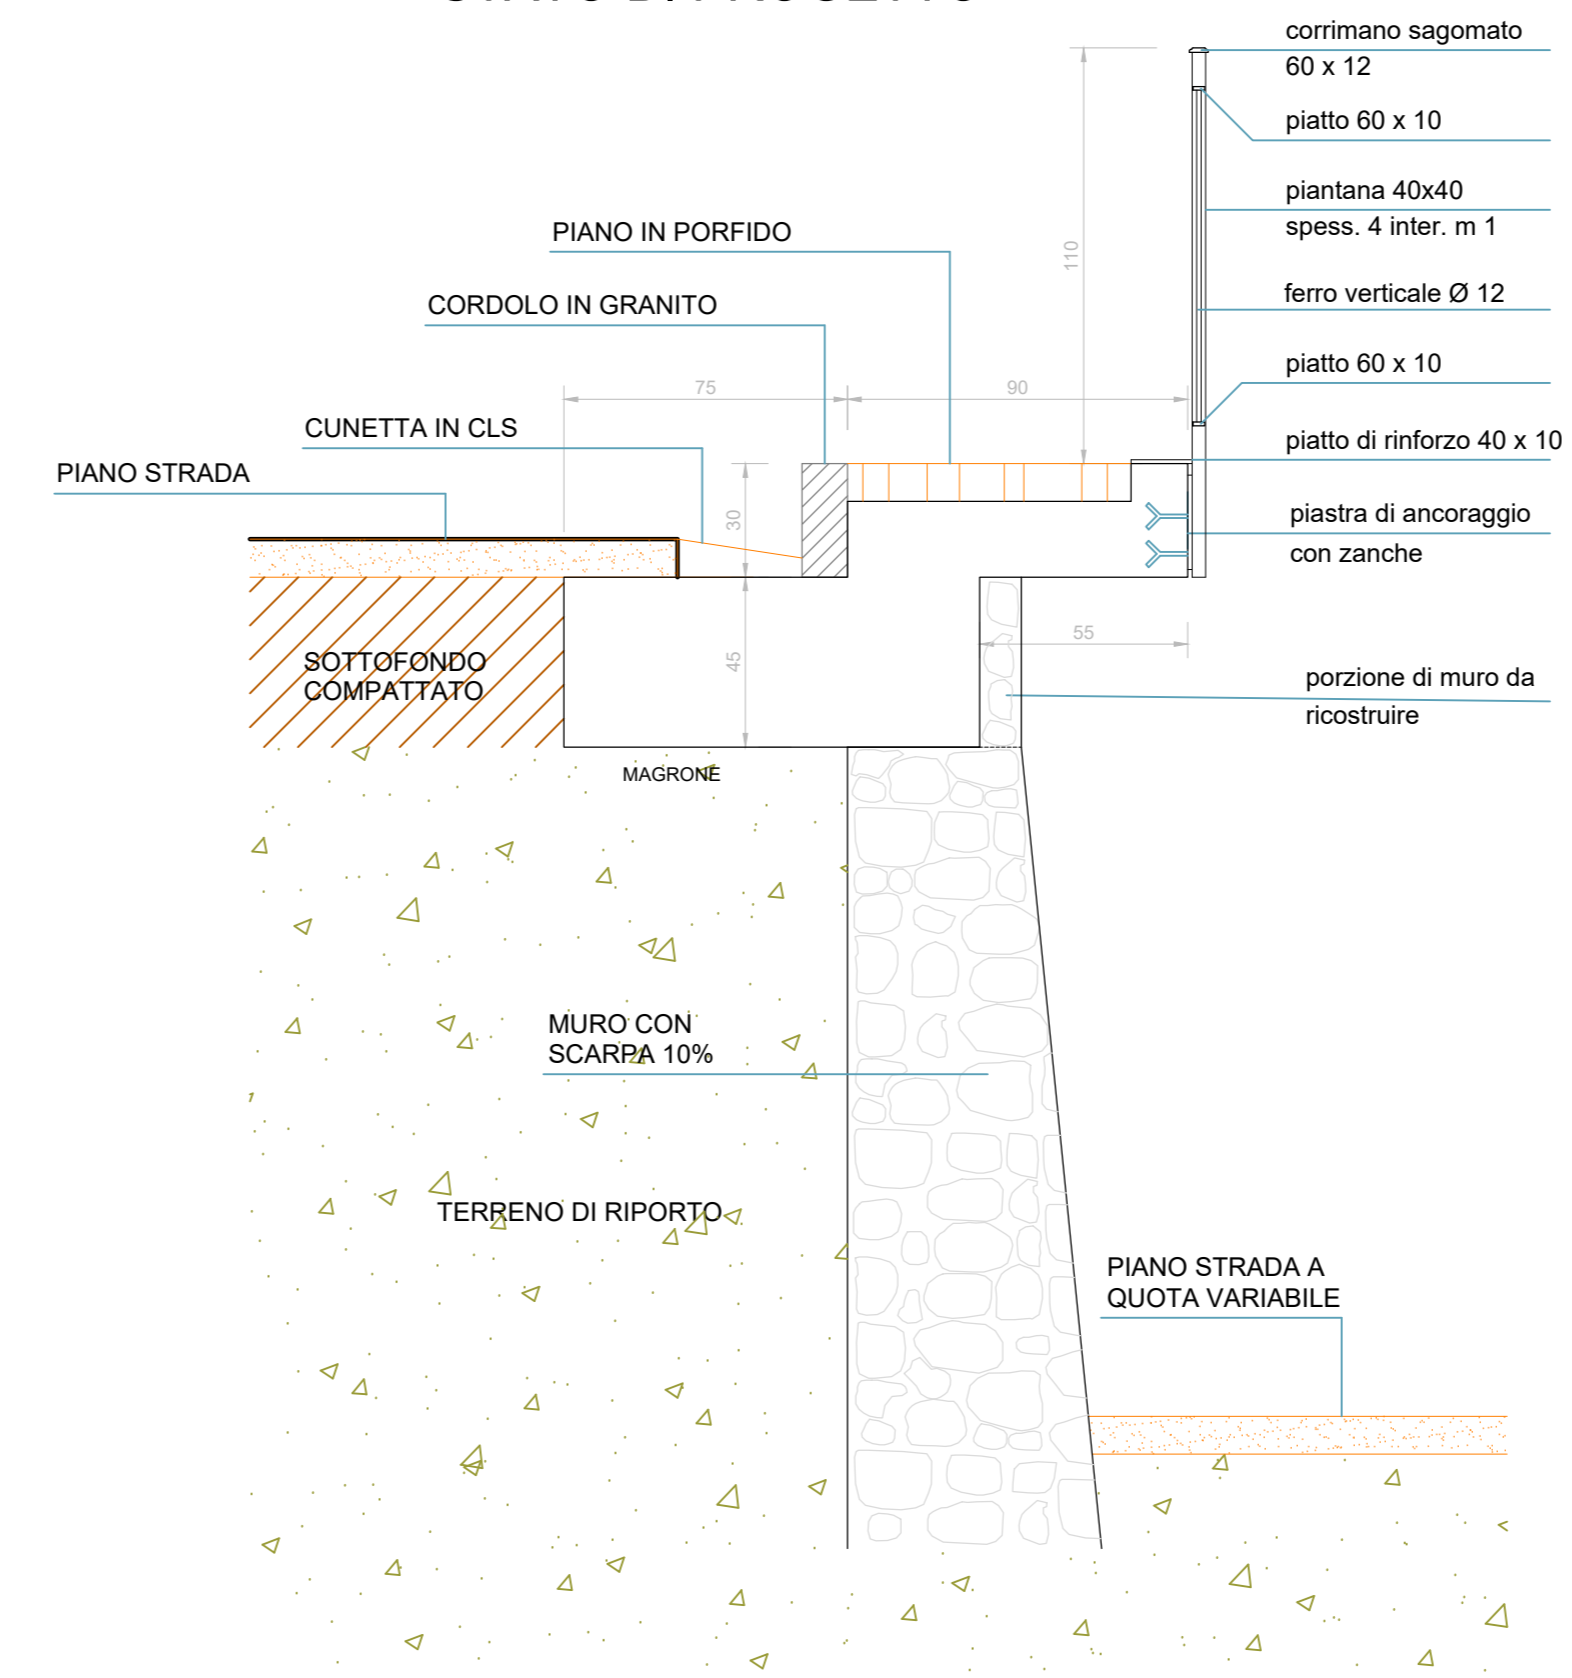 corrimano sagomato
60 x 12
piatto 60 x 10
piantana 40x40
spess. 4 inter. m 1
ferro verticale Ø 12
piatto 60 x 10
piatto di rinforzo 40 x 10
piastra di ancoraggio
con zanche
porzione di muro da
ricostruire
110
PIANO IN PORFIDO
CORDOLO IN GRANITO
75
90
CUNETTA IN CLS
PIANO STRADA
30
45
55
SOTTOFONDO
COMPATTATO
MAGRONE
MURO CON
SCARPA 10%
TERRENO DI RIPORTO
PIANO STRADA A
QUOTA VARIABILE